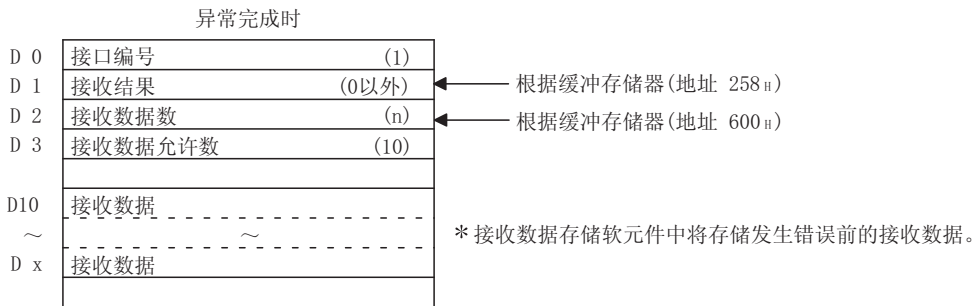 异常完成时
D 0 接口编号 (1)
D 1 接收结果 (0以外) 根据缓冲存储器(地址 258H)
D 2 接收数据数 (n) 根据缓冲存储器(地址 600H)
D 3 接收数据允许数 (10)
D10 接收数据
～ ～ ＊接收数据存储软元件中将存储发生错误前的接收数据。
D x 接收数据